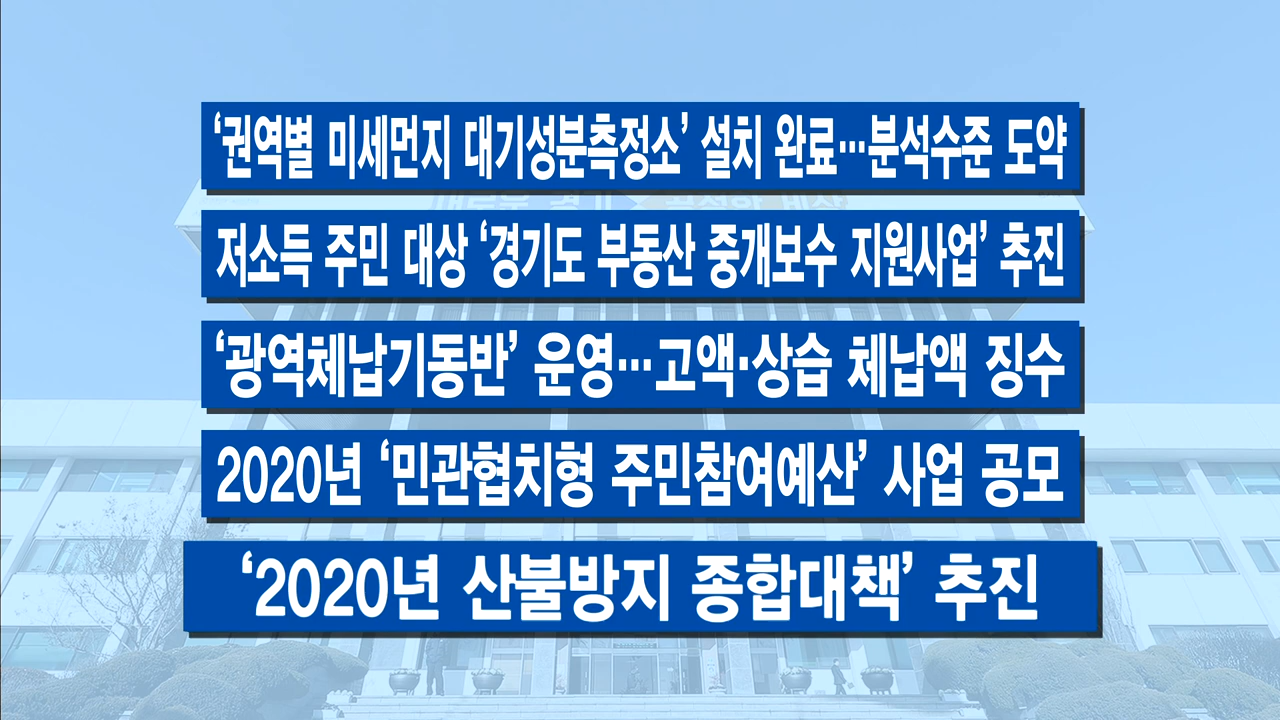 ‘권역별 미세먼지 대기성분측정소’ 설치 완료…분석수준 도약
저소득 주민 대상 ‘경기도 부동산 중개보수 지원사업’ 추진
‘광역체납기동반’ 운영…고액·상습 체납액 징수
2020년 ‘민관협치형 주민참여예산’ 사업 공모
‘2020년 산불방지 종합대책’ 추진